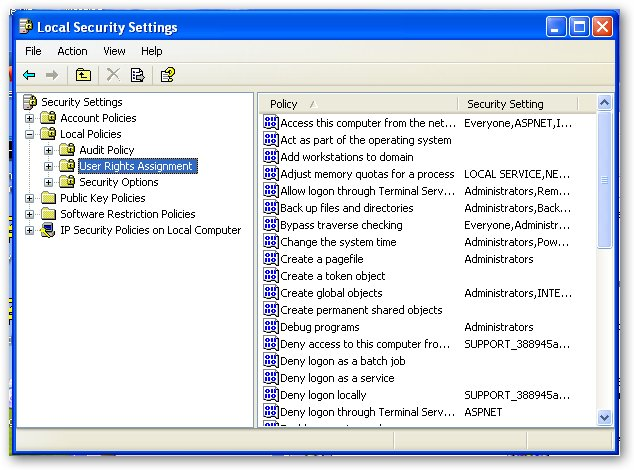 Local Security Settings
File Action View Help
Security Settings
Account Policies
Local Policies
Audit Policy
User Rights Assignment
Security Options
Public Key Policies
Software Restriction Policies
IP Security Policies on Local Computer
Policy Security Setting
Access this computer from the net... Everyone,ASPNET,I...
Act as part of the operating system
Add workstations to domain
Adjust memory quotas for a process LOCAL SERVICE,NE...
Allow logon through Terminal Serv... Administrators,Rem...
Back up files and directories Administrators,Back...
Bypass traverse checking Everyone,Administr...
Change the system time Administrators,Pow...
Create a pagefile Administrators
Create a token object
Create global objects Administrators,INTE...
Create permanent shared objects
Debug programs Administrators
Deny access to this computer fro... SUPPORT_388945a...
Deny logon as a batch job
Deny logon as a service
Deny logon locally SUPPORT_388945a...
Deny logon through Terminal Serv... ASPNET